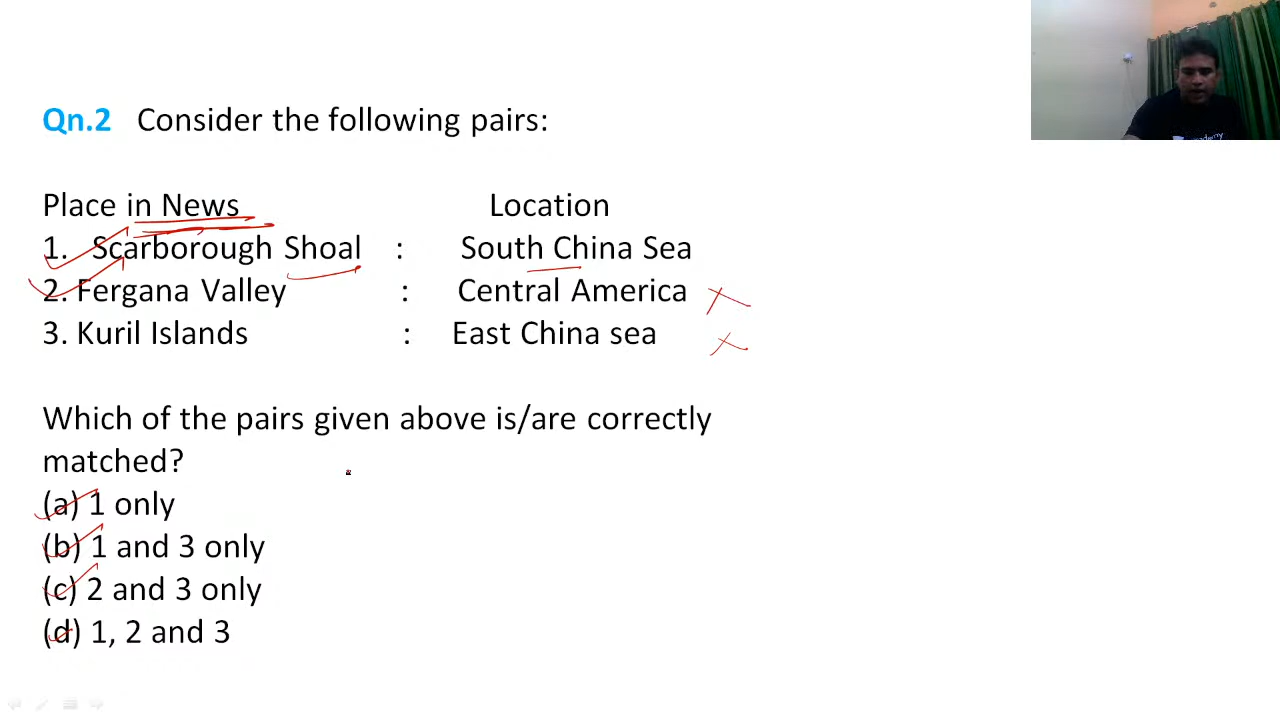 Qn.2 Consider the following pairs:
Place in News Location
1. Scarborough Shoal : South China Sea
2. Fergana Valley : Central America
3. Kuril Islands : East China sea
Which of the pairs given above is/are correctly
matched?
(a) 1 only
(b) 1 and 3 only
(c) 2 and 3 only
(d) 1, 2 and 3